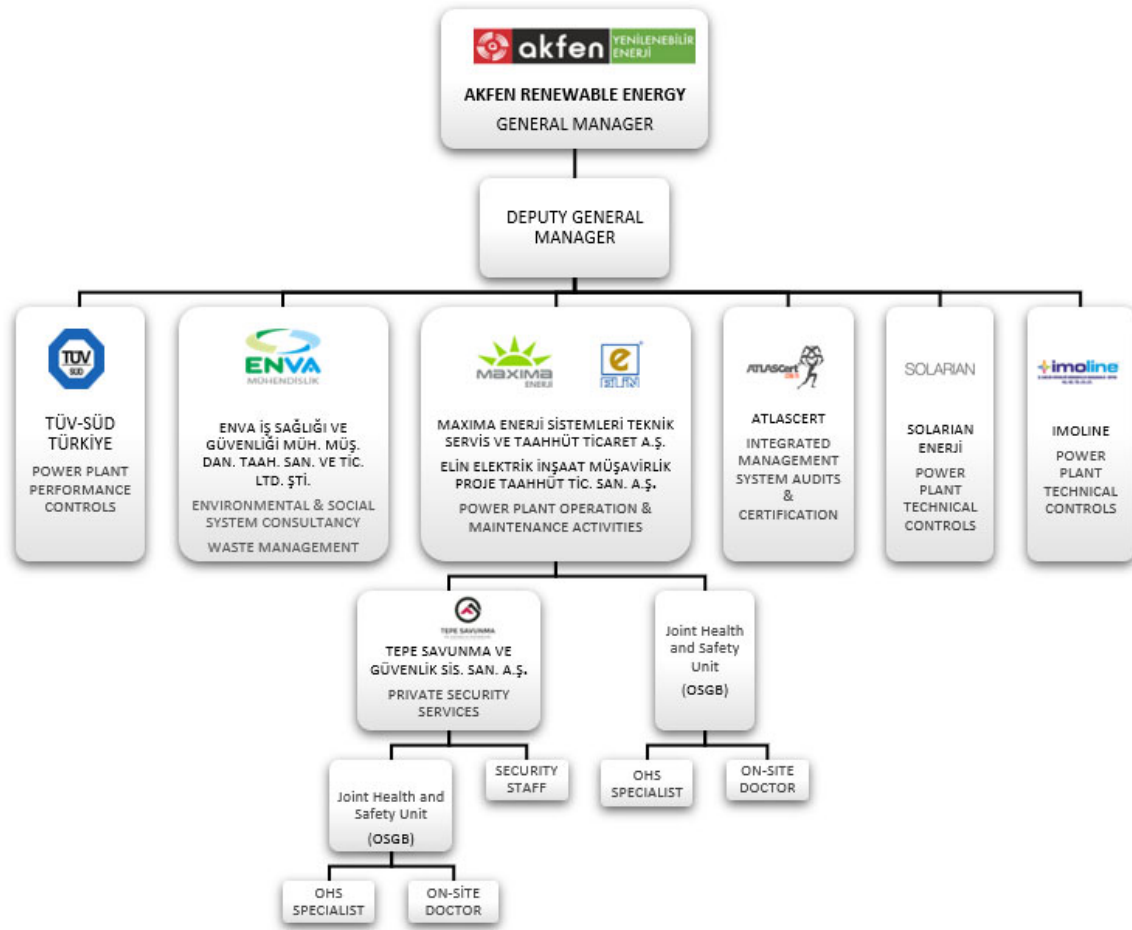 akfen YENİLENEBİLİR
ENERJİ
AKFEN RENEWABLE ENERGY
GENERAL MANAGER
DEPUTY GENERAL
MANAGER
TÜV
SÜD
TÜV-SÜD
TÜRKİYE
POWER PLANT
PERFORMANCE
CONTROLS
ENVA
MÜHENDİSLİK
ENVA İŞ SAĞLIĞI VE
GÜVENLİĞİ MÜH. MÜŞ.
DAN. TAAH. SAN. VE TİC.
LTD. ŞTİ.
ENVIRONMENTAL & SOCIAL
SYSTEM CONSULTANCY
WASTE MANAGEMENT
MAXIMA
ENERJİ
e
ELİN
MAXIMA ENERJİ SİSTEMLERİ TEKNİK
SERVİS VE TAAHHÜT TİCARET A.Ş.
ELİN ELEKTRİK İNŞAAT MÜŞAVİRLİK
PROJE TAAHHÜT TİC. SAN. A.Ş.
POWER PLANT OPERATION &
MAINTENANCE ACTIVITIES
ATLASCert
ATLASCERT
INTEGRATED
MANAGEMENT
SYSTEM AUDITS
&
CERTIFICATION
SOLARIAN
SOLARIAN
ENERJİ
POWER
PLANT
TECHNICAL
CONTROLS
imoline
IMOLINE
POWER
PLANT
TECHNICAL
CONTROLS
TEPE SAVUNMA
TEPE SAVUNMA VE
GÜVENLİK SİS. SAN. A.Ş.
PRIVATE SECURITY
SERVICES
Joint Health
and Safety
Unit
(OSGB)
Joint Health and
Safety Unit
(OSGB)
SECURITY
STAFF
OHS
SPECIALIST
ON-SITE
DOCTOR
OHS
SPECIALIST
ON-SİTE
DOCTOR